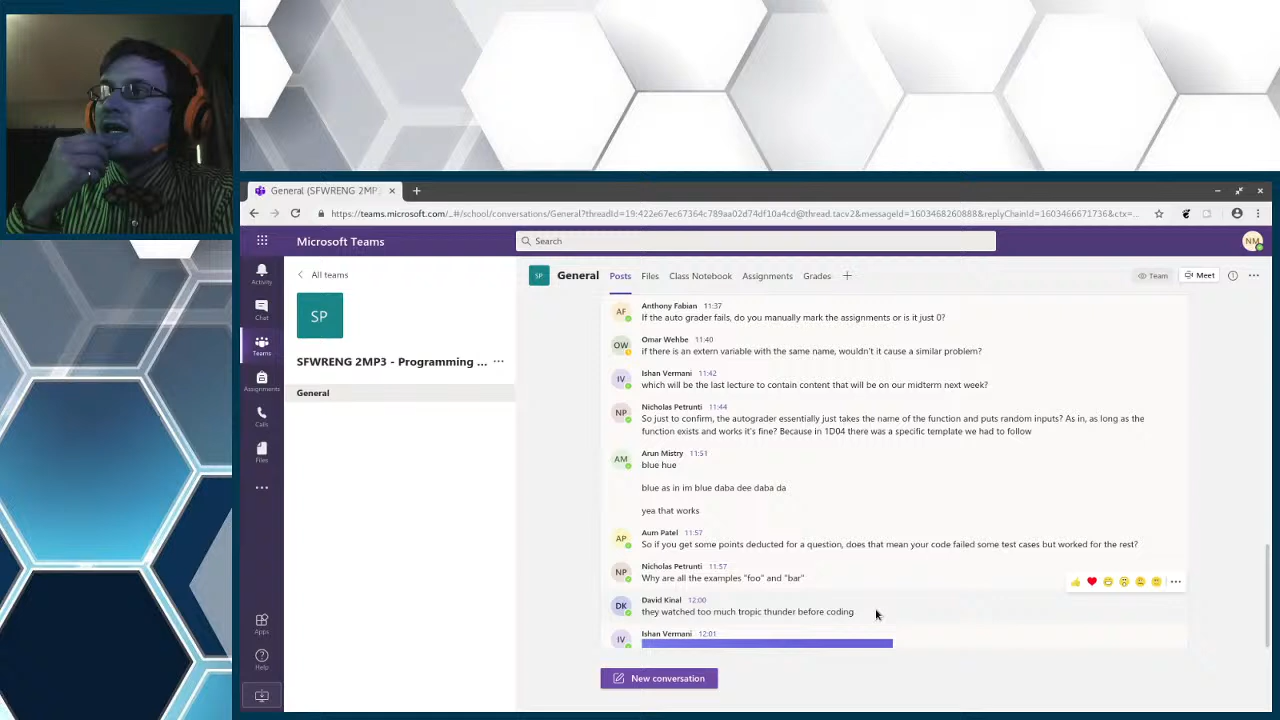 General (SFWRENG 2MP
https://teams.microsoft.com/_#/school/conversations/General?threadId=19:422e67ec67364c789aa02d74df10a4cd@thread.tacv2&messageId=1603468260888&replyChainId=1603466671736&ctx=...
Microsoft Teams
Search
NM
Activity
Chat
Teams
Assignments
Calls
Files
Apps
Help
All teams
SP
SFWRENG 2MP3 - Programming ...
General
SP
General
Posts
Files
Class Notebook
Assignments
Grades
Team
Meet
AF
Anthony Fabian 11:37
If the auto grader fails, do you manually mark the assignments or is it just 0?
OW
Omar Wehbe 11:40
if there is an extern variable with the same name, wouldn't it cause a similar problem?
IV
Ishan Vermani 11:42
which will be the last lecture to contain content that will be on our midterm next week?
NP
Nicholas Petrunti 11:44
So just to confirm, the autograder essentially just takes the name of the function and puts random inputs? As in, as long as the
function exists and works it's fine? Because in 1D04 there was a specific template we had to follow
AM
Arun Mistry 11:51
blue hue
blue as in im blue daba dee daba da
yea that works
AP
Aum Patel 11:57
So if you get some points deducted for a question, does that mean your code failed some test cases but worked for the rest?
NP
Nicholas Petrunti 11:57
Why are all the examples "foo" and "bar"
DK
David Kinal 12:00
they watched too much tropic thunder before coding
IV
Ishan Vermani 12:01
New conversation